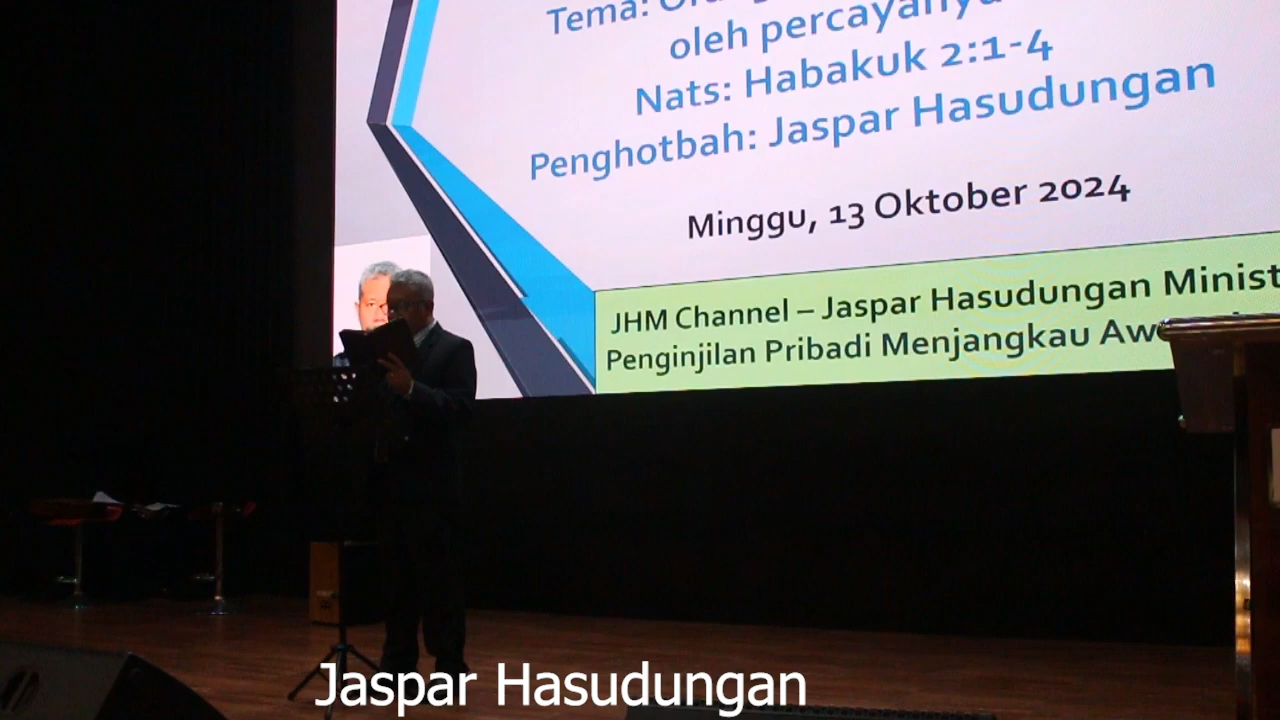 Tema:
oleh percayanya
Nats: Habakuk 2:1-4
Penghotbah: Jaspar Hasudungan
Minggu, 13 Oktober 2024
JHM Channel – Jaspar Hasudungan
Penginjilan Pribadi Menjangkau
Jaspar Hasudungan